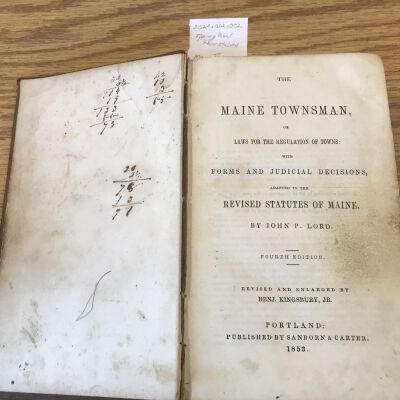 THE
MAINE TOWNSMAN,
OR
LAWS FOR THE REGULATION OF TOWNS:
WITH
FORMS AND JUDICIAL DECISIONS,
ADAPTED TO THE
REVISED STATUTES OF MAINE.
BY JOHN P. LORD.
FOURTH EDITION.
REVISED AND ENLARGED BY
BENJ. KINGSBURY, JR.
PORTLAND:
PUBLISHED BY SANBORN & CARTER.
1853.